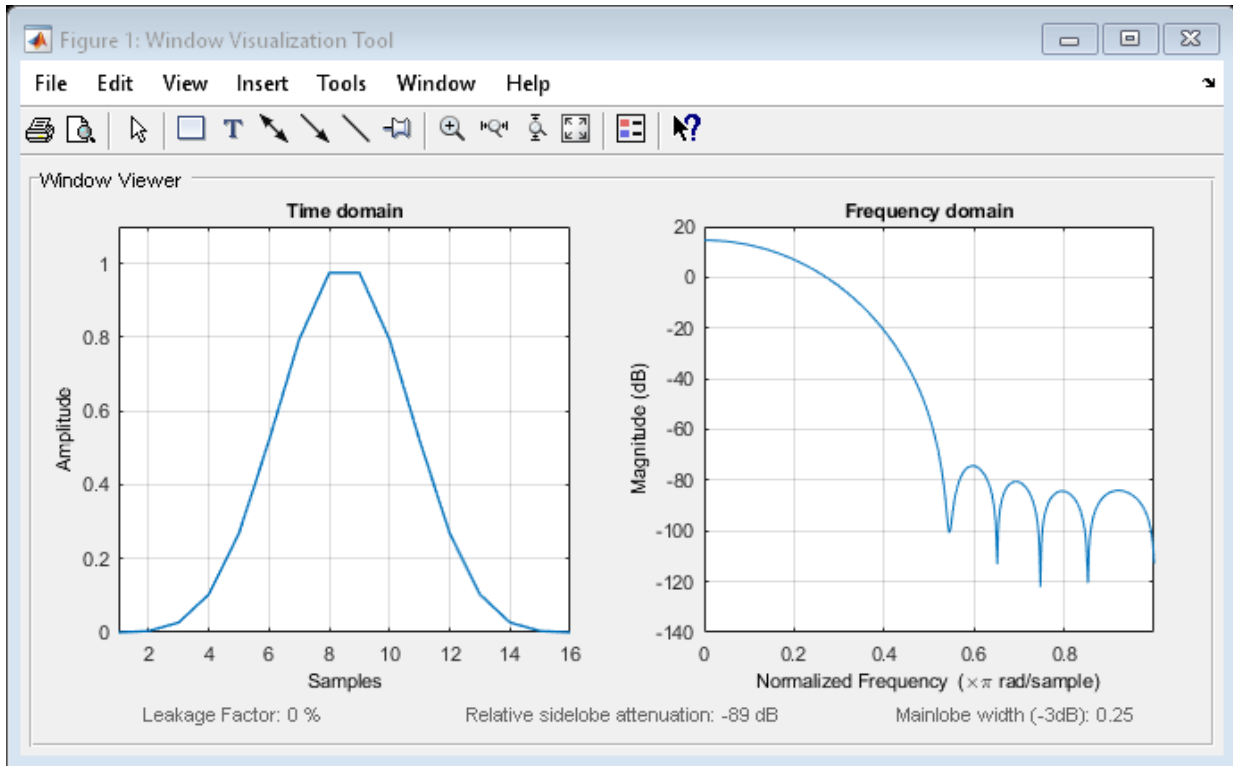 Figure 1: Window Visualization Tool
File Edit View Insert Tools Window Help
T ?
Window Viewer
Time domain
1
0.8
0.6
0.4
0.2
0
Amplitude
2 4 6 8 10 12 14 16
Samples
Frequency domain
20
0
-20
-40
-60
-80
-100
-120
-140
Magnitude (dB)
0 0.2 0.4 0.6 0.8
Normalized Frequency (×π rad/sample)
Leakage Factor: 0 % Relative sidelobe attenuation: -89 dB Mainlobe width (-3dB): 0.25